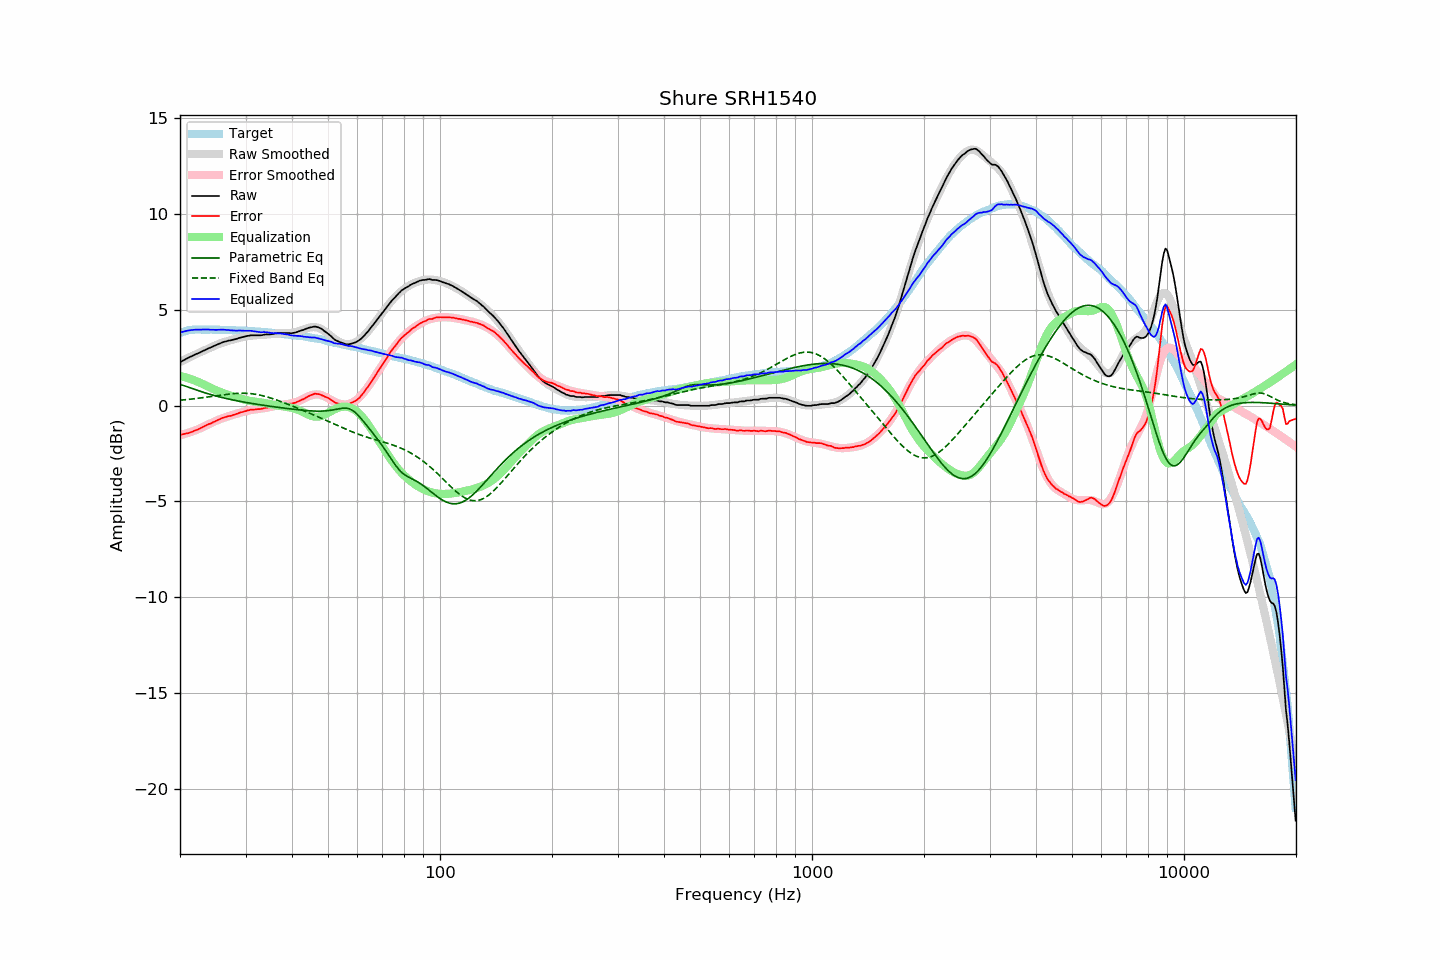 Shure SRH1540
Target
Raw Smoothed
Error Smoothed
Raw
Error
Equalization
Parametric Eq
Fixed Band Eq
Equalized
15
10
5
0
−5
−10
−15
−20
Amplitude (dBr)
100
1000
10000
Frequency (Hz)